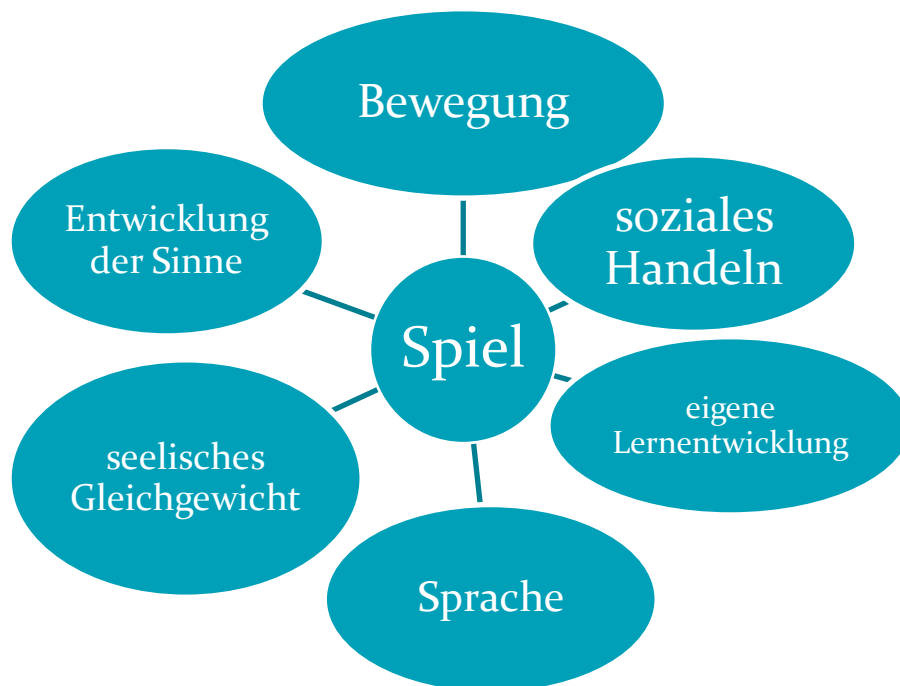 Bewegung
soziales
Handeln
eigene
Lernentwicklung
Sprache
seelisches
Gleichgewicht
Entwicklung
der Sinne
Spiel